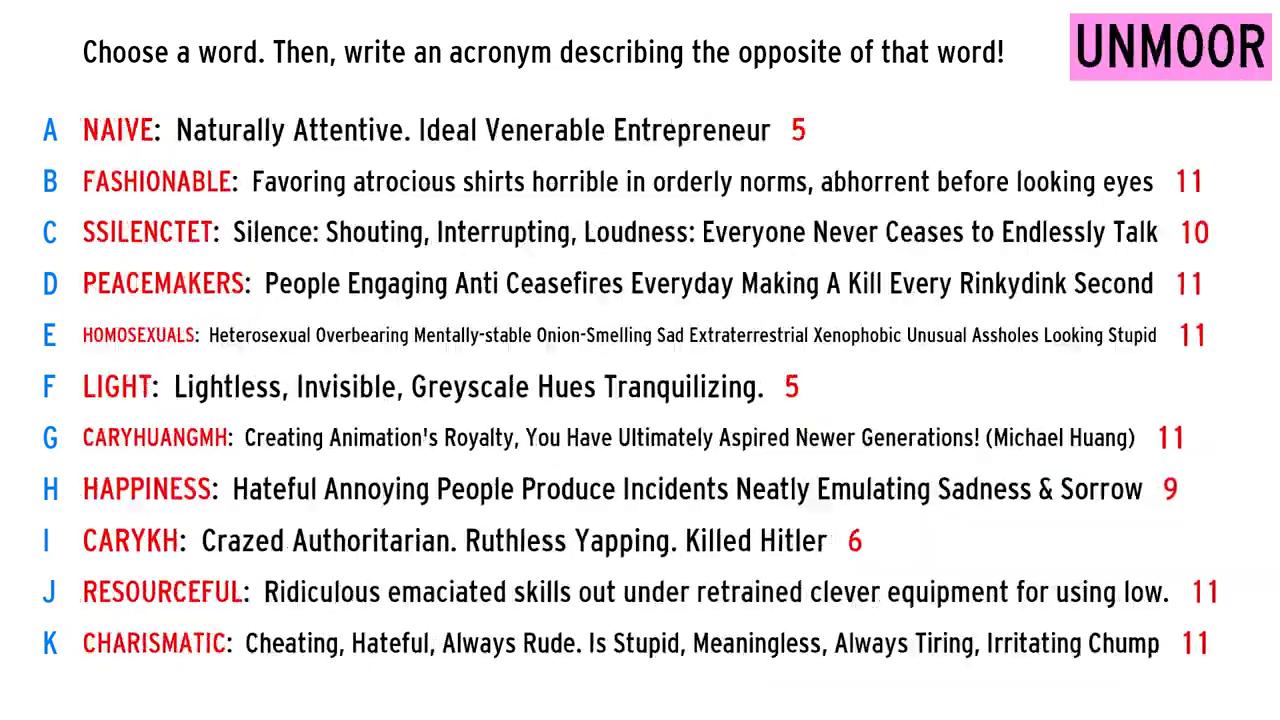 Choose a word. Then, write an acronym describing the opposite of that word!
UNMOOR
A NAIVE: Naturally Attentive. Ideal Venerable Entrepreneur 5
B FASHIONABLE: Favoring atrocious shirts horrible in orderly norms, abhorrent before looking eyes 11
C SSILENCTET: Silence: Shouting, Interrupting, Loudness: Everyone Never Ceases to Endlessly Talk 10
D PEACEMAKERS: People Engaging Anti Ceasefires Everyday Making A Kill Every Rinkydink Second 11
E HOMOSEXUALS: Heterosexual Overbearing Mentally-stable Onion-Smelling Sad Extraterrestrial Xenophobic Unusual Assholes Looking Stupid 11
F LIGHT: Lightless, Invisible, Greyscale Hues Tranquilizing. 5
G CARYHUANGMH: Creating Animation's Royalty, You Have Ultimately Aspired Newer Generations! (Michael Huang) 11
H HAPPINESS: Hateful Annoying People Produce Incidents Neatly Emulating Sadness & Sorrow 9
I CARYKH: Crazed Authoritarian. Ruthless Yapping. Killed Hitler 6
J RESOURCEFUL: Ridiculous emaciated skills out under retrained clever equipment for using low. 11
K CHARISMATIC: Cheating, Hateful, Always Rude. Is Stupid, Meaningless, Always Tiring, Irritating Chump 11